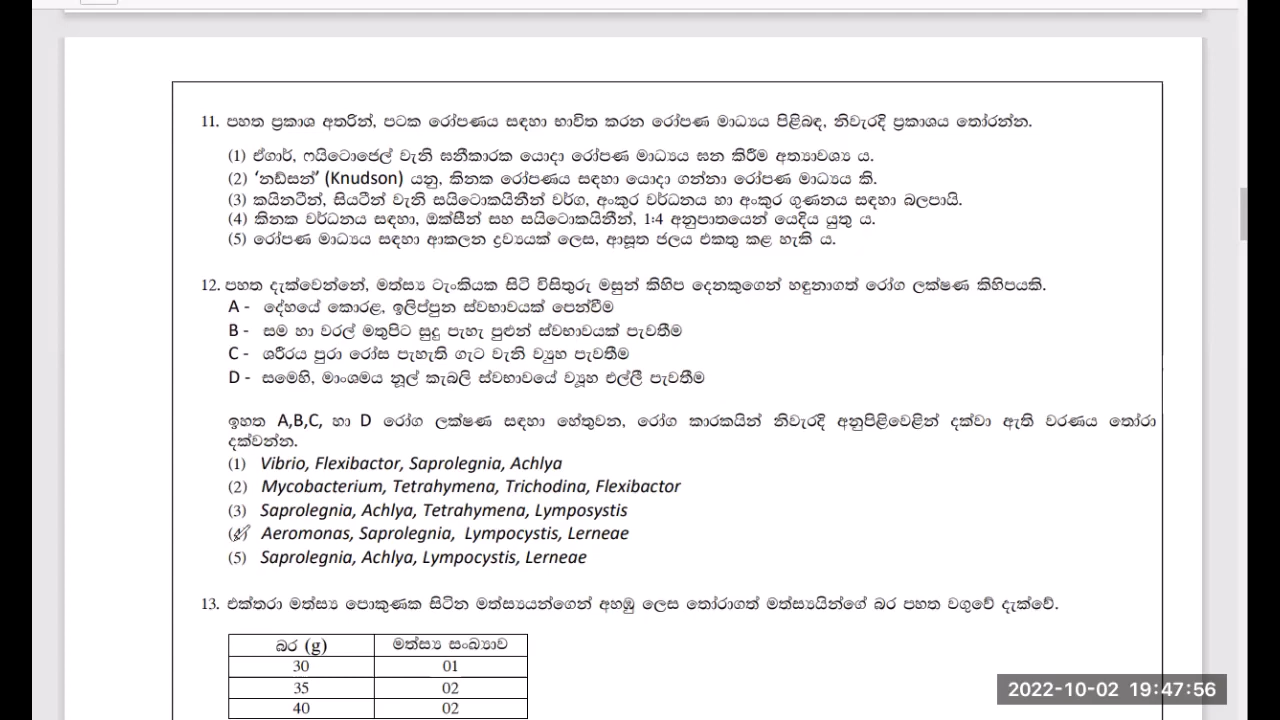 11. පහත ප්‍රකාශ අතරින්, පටක රෝපණය සඳහා භාවිත කරන රෝපණ මාධ්‍යය පිළිබඳ, නිවැරදි ප්‍රකාශය තෝරන්න.
(1) ඒගාර්, ෆයිටොජෙල් වැනි ඝනීකාරක යොදා රෝපණ මාධ්‍යය ඝන කිරීම අත්‍යාවශ්‍ය ය.
(2) ‘නඩ්සන්’ (Knudson) යනු, කිනක රෝපණය සඳහා යොදා ගන්නා රෝපණ මාධ්‍යය කි.
(3) කයිනටීන්, සියටීන් වැනි සයිටොකයිනීන් වර්ග, අංකුර වර්ධනය හා අංකුර ගුණනය සඳහා බලපායි.
(4) කිනක වර්ධනය සඳහා, ඔක්සීන් සහ සයිටොකයිනීන්, 1:4 අනුපාතයෙන් යෙදිය යුතු ය.
(5) රෝපණ මාධ්‍යය සඳහා ආකලන ද්‍රව්‍යයක් ලෙස, ආසූත ජලය එකතු කළ හැකි ය.
12. පහත දැක්වෙන්නේ, මත්ස්‍ය ටැංකියක සිටි විසිතුරු මසුන් කිහිප දෙනකුගෙන් හඳුනාගත් රෝග ලක්ෂණ කිහිපයකි.
A - දේහයේ කොරළ, ඉලිප්පුන ස්වභාවයක් පෙන්වීම
B - සම හා වරල් මතුපිට සුදු පැහැ පුළුන් ස්වභාවයක් පැවතීම
C - ශරීරය පුරා රෝස පැහැති ගැට වැනි ව්‍යුහ පැවතීම
D - සමෙහි, මාංශමය නූල් කැබලි ස්වභාවයේ ව්‍යූහ එල්ලී පැවතීම
ඉහත A,B,C, හා D රෝග ලක්ෂණ සඳහා හේතුවන, රෝග කාරකයින් නිවැරදි අනුපිළිවෙළින් දක්වා ඇති වරණය තෝරා
දක්වන්න.
(1) Vibrio, Flexibactor, Saprolegnia, Achlya
(2) Mycobacterium, Tetrahymena, Trichodina, Flexibactor
(3) Saprolegnia, Achlya, Tetrahymena, Lymposystis
(4) Aeromonas, Saprolegnia, Lympocystis, Lerneae
(5) Saprolegnia, Achlya, Lympocystis, Lerneae
13. එක්තරා මත්ස්‍ය පොකුණක සිටින මත්ස්‍යයන්ගෙන් අහඹු ලෙස තෝරාගත් මත්ස්‍යයින්ගේ බර පහත වගුවේ දැක්වේ.
බර (g) මත්ස්‍ය සංඛ්‍යාව
30 01
35 02
40 02
2022-10-02 19:47:56